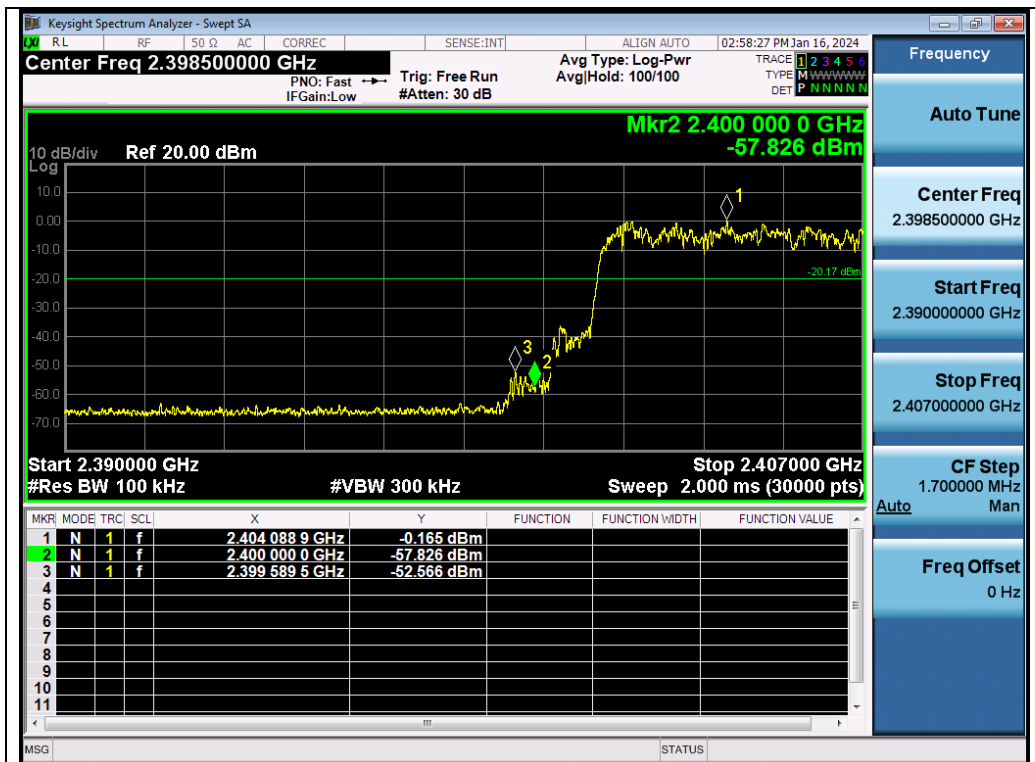 Keysight Spectrum Analyzer - Swept SA
LXI RL RF 50 Ω AC CORREC SENSE:INT ALIGN AUTO 02:58:27 PM Jan 16, 2024
Center Freq 2.398500000 GHz
PNO: Fast
IFGain:Low
Trig: Free Run
#Atten: 30 dB
Avg Type: Log-Pwr
Avg|Hold: 100/100
TRACE 1 2 3 4 5 6
TYPE M W W W W W
DET P N N N N N
Mkr2 2.400 000 0 GHz
-57.826 dBm
10 dB/div Ref 20.00 dBm
Log
10.0
0.00
-10.0
-20.0
-30.0
-40.0
-50.0
-60.0
-70.0
1
-20.17 dBm
3
2
Start 2.390000 GHz Stop 2.407000 GHz
#Res BW 100 kHz #VBW 300 kHz Sweep 2.000 ms (30000 pts)
MKR MODE TRC SCL X Y FUNCTION FUNCTION WIDTH FUNCTION VALUE
1 N 1 f 2.404 088 9 GHz -0.165 dBm
2 N 1 f 2.400 000 0 GHz -57.826 dBm
3 N 1 f 2.399 589 5 GHz -52.566 dBm
4
5
6
7
8
9
10
11
MSG STATUS
Frequency
Auto Tune
Center Freq
2.398500000 GHz
Start Freq
2.390000000 GHz
Stop Freq
2.407000000 GHz
CF Step
1.700000 MHz
Auto Man
Freq Offset
0 Hz